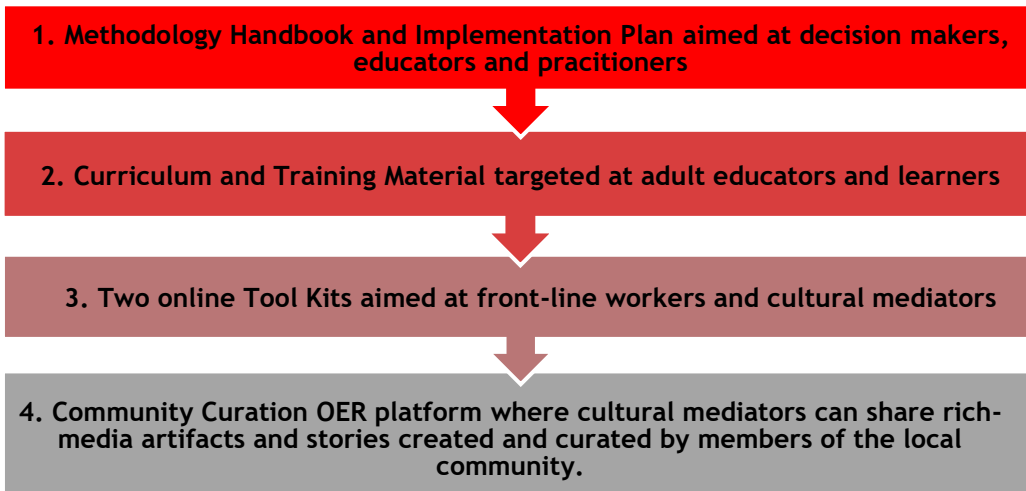 1. Methodology Handbook and Implementation Plan aimed at decision makers,
educators and pracitioners
2. Curriculum and Training Material targeted at adult educators and learners
3. Two online Tool Kits aimed at front-line workers and cultural mediators
4. Community Curation OER platform where cultural mediators can share rich-
media artifacts and stories created and curated by members of the local
community.